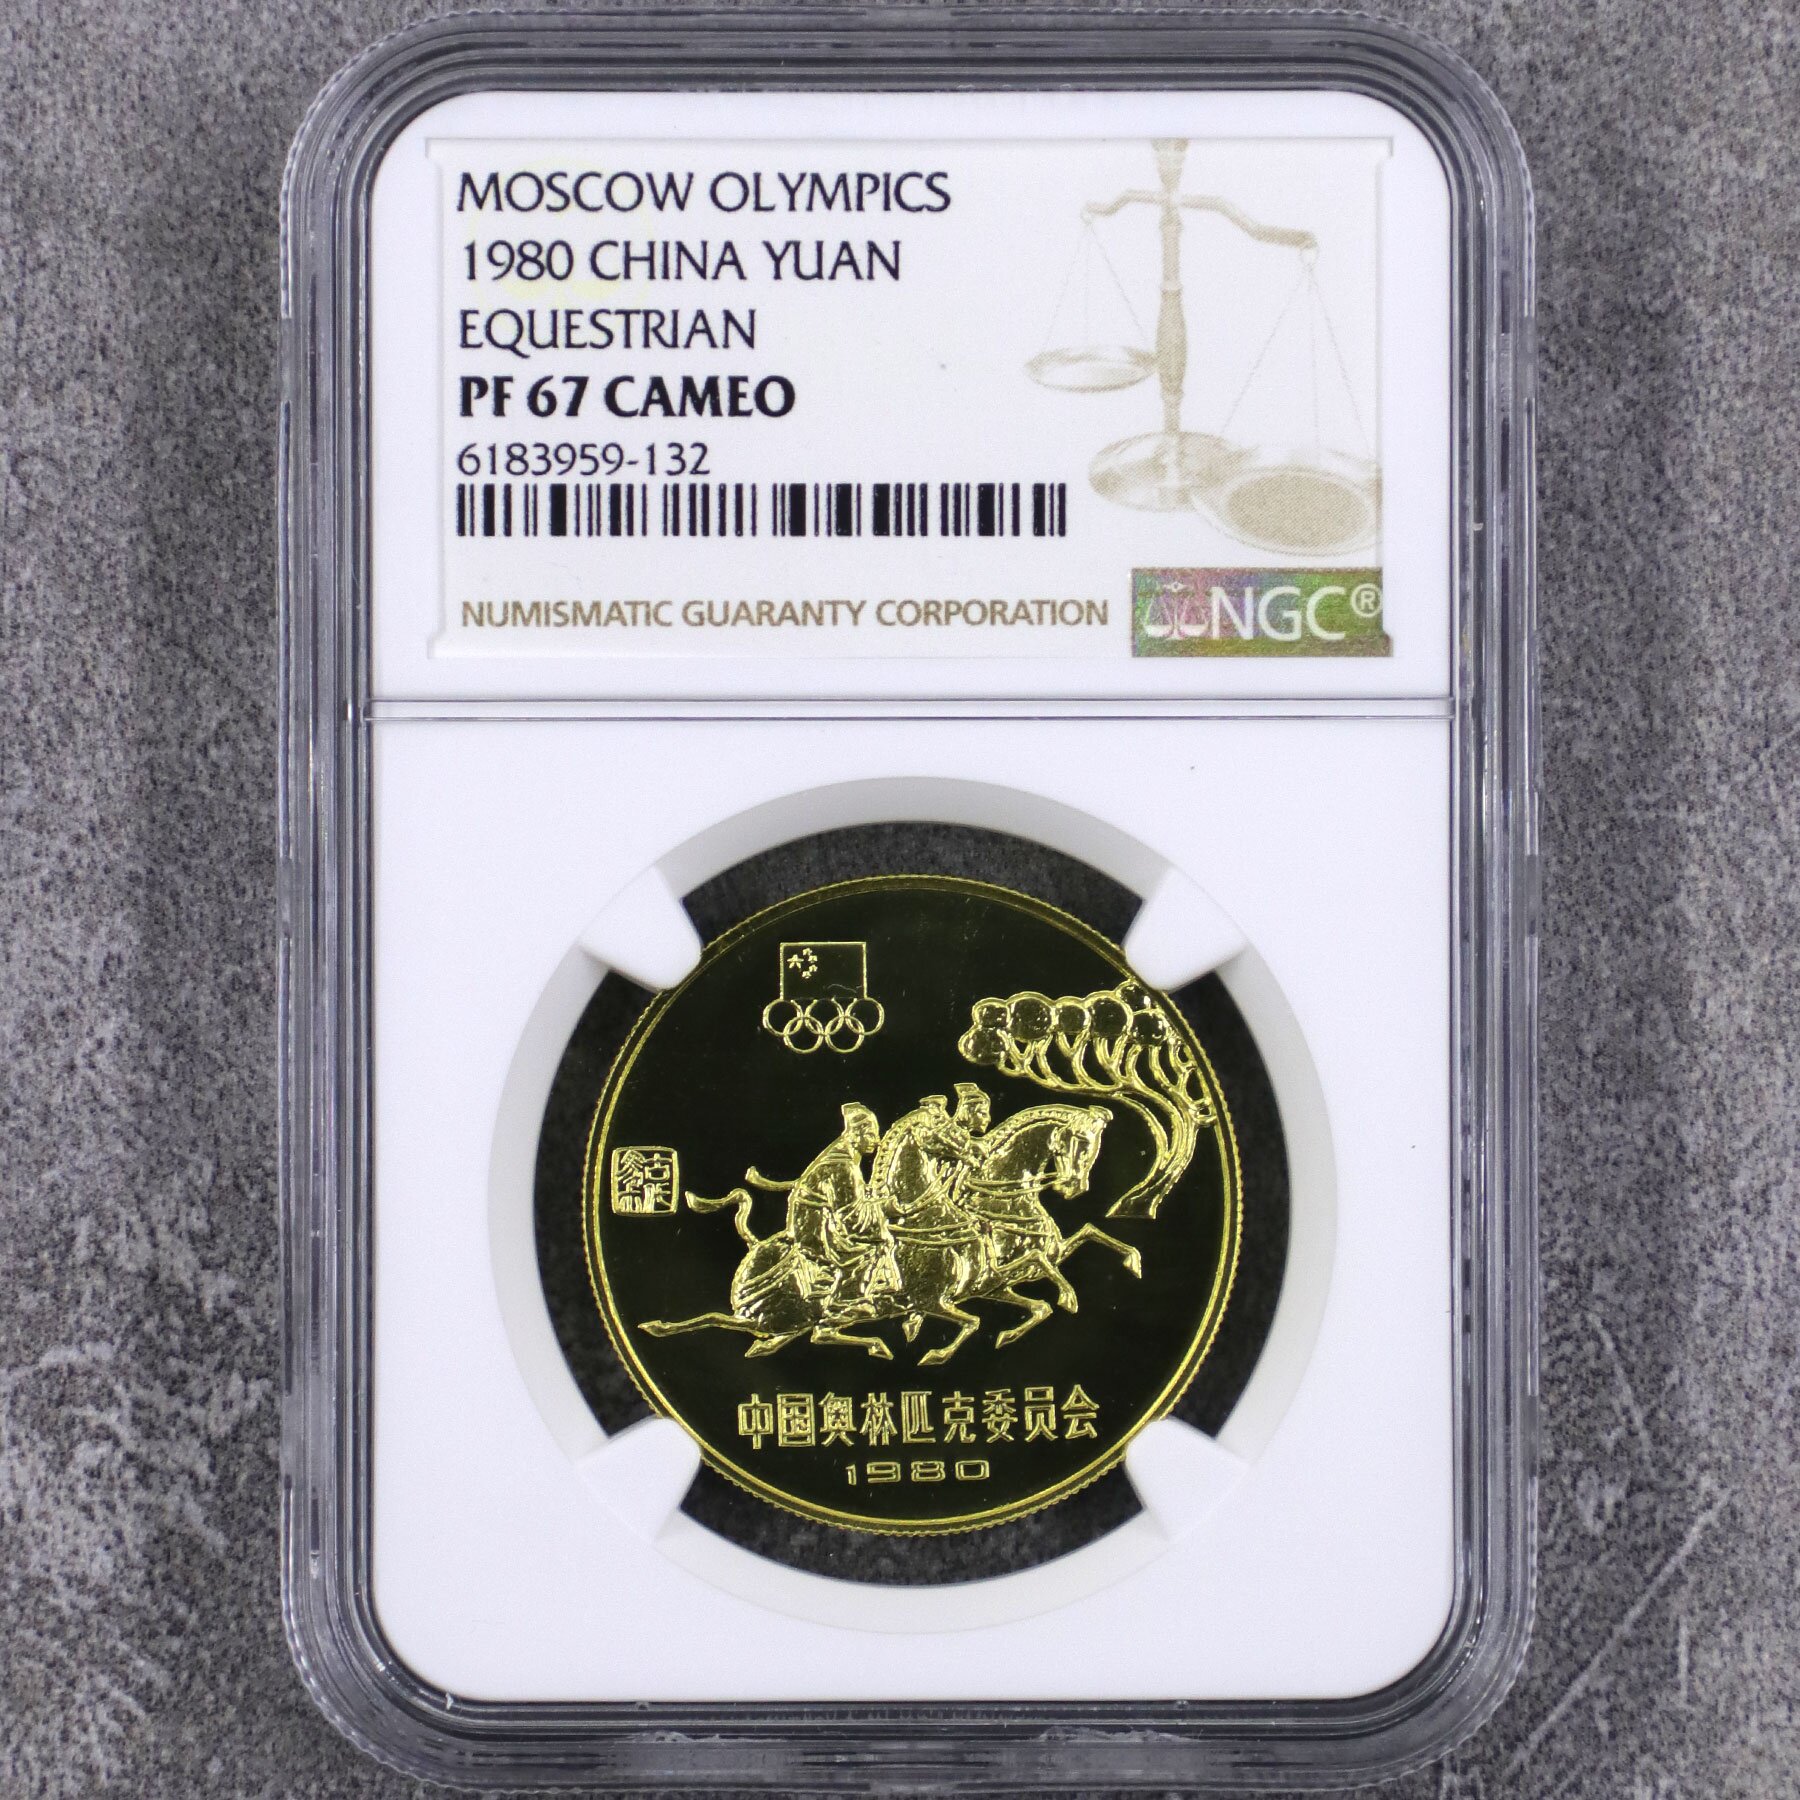 MOSCOW OLYMPICS
1980 CHINA YUAN
EQUESTRIAN
PF 67 CAMEO
6183959-132
NUMISMATIC GUARANTY CORPORATION
NGC®
中国奥林匹克委员会
1980